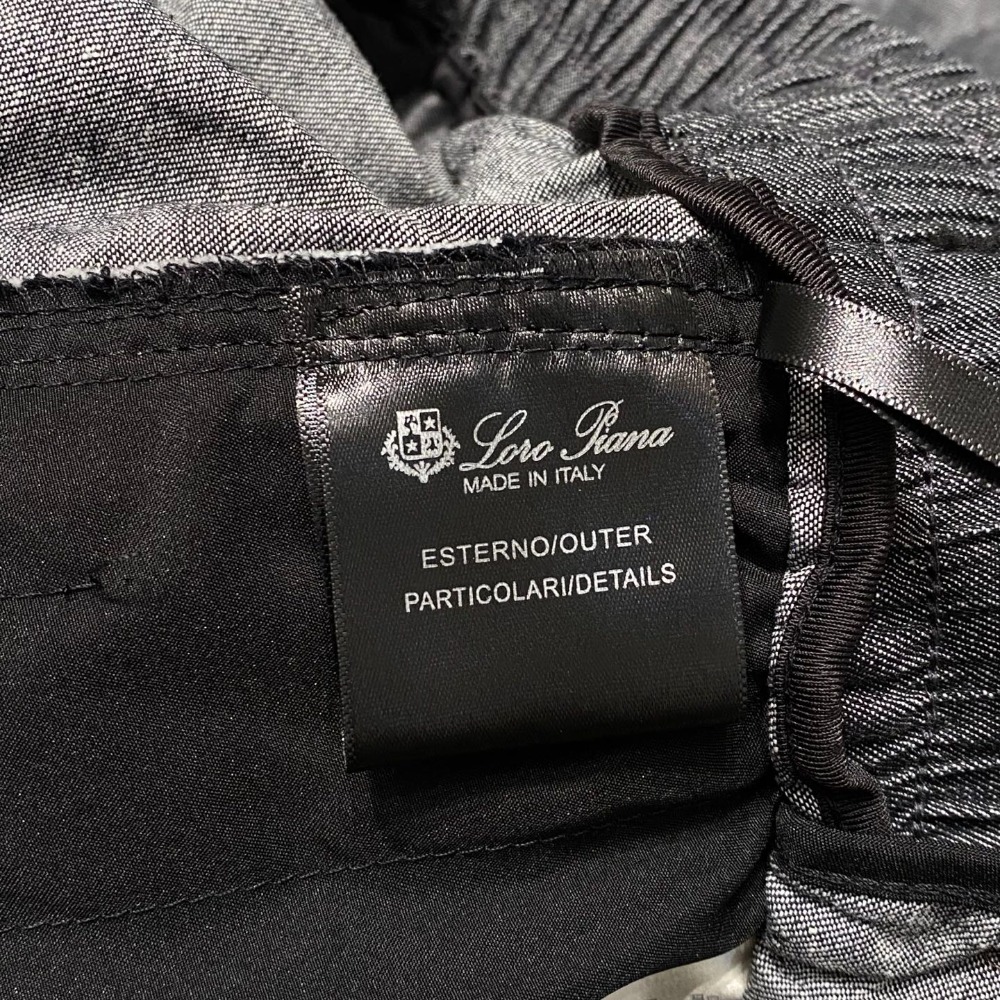 Loro Piana
MADE IN ITALY
ESTERNO/OUTER
PARTICOLARI/DETAILS